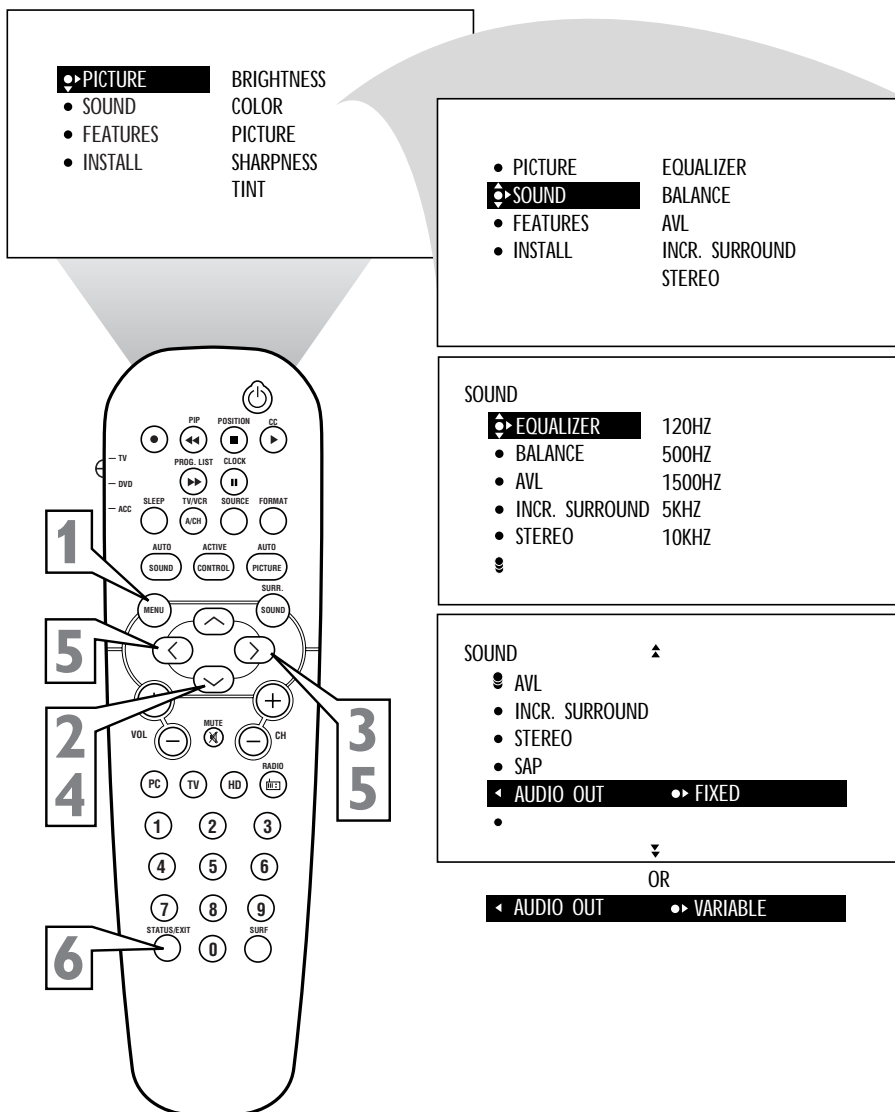 PICTURE BRIGHTNESS
SOUND COLOR
FEATURES PICTURE
INSTALL SHARPNESS
TINT
PICTURE EQUALIZER
SOUND BALANCE
FEATURES AVL
INSTALL INCR. SURROUND
STEREO
SOUND
EQUALIZER 120HZ
BALANCE 500HZ
AVL 1500HZ
INCR. SURROUND 5KHZ
STEREO 10KHZ
SOUND
AVL
INCR. SURROUND
STEREO
SAP
AUDIO OUT FIXED
OR
AUDIO OUT VARIABLE
PIP POSITION CC
TV
PROG. LIST CLOCK
DVD
ACC
SLEEP TV/VCR SOURCE FORMAT
A/CH
AUTO ACTIVE AUTO
SOUND CONTROL PICTURE
SURR.
MENU SOUND
1
5
2
4
3
5
VOL MUTE CH
+
− −
RADIO
PC TV HD
1 2 3
4 5 6
7 8 9
STATUS/EXIT SURF
0
6